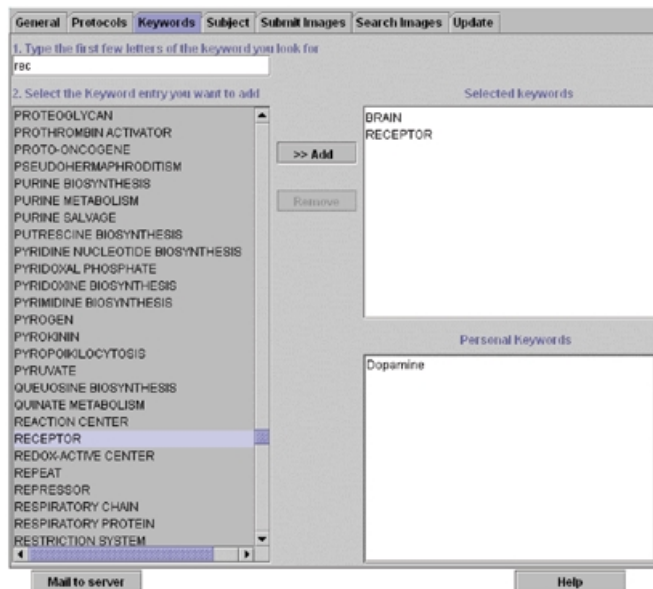 General Protocols Keywords Subject Submit Images Search Images Update
1. Type the first few letters of the keyword you look for
rec
2. Select the Keyword entry you want to add
PROTEOGLYCAN
PROTHROMBIN ACTIVATOR
PROTO-ONCOGENE
PSEUDOHERMAPHRODITISM
PURINE BIOSYNTHESIS
PURINE METABOLISM
PURINE SALVAGE
PUTRESCINE BIOSYNTHESIS
PYRIDINE NUCLEOTIDE BIOSYNTHESIS
PYRIDOXAL PHOSPHATE
PYRIDOXINE BIOSYNTHESIS
PYRIMIDINE BIOSYNTHESIS
PYROGEN
PYROKININ
PYROPOIKILOCYTOSIS
PYRUVATE
QUEUOSINE BIOSYNTHESIS
QUINATE METABOLISM
REACTION CENTER
RECEPTOR
REDOX-ACTIVE CENTER
REPEAT
REPRESSOR
RESPIRATORY CHAIN
RESPIRATORY PROTEIN
RESTRICTION SYSTEM
>> Add
Remove
Selected keywords
BRAIN
RECEPTOR
Personal Keywords
Dopamine
Mail to server
Help